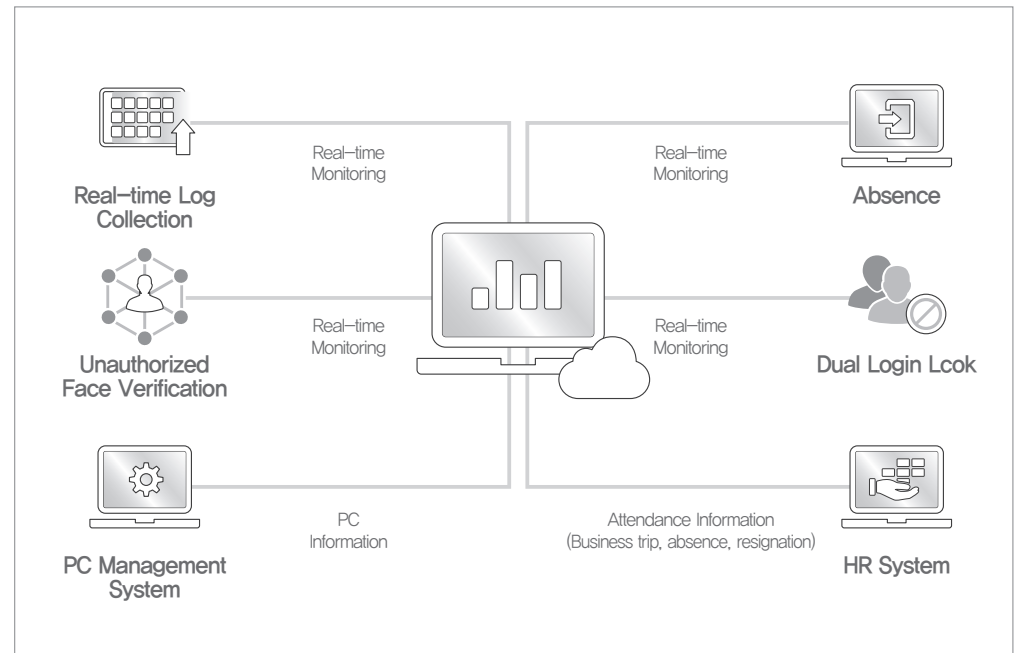 Real-time
Monitoring
Real-time
Monitoring
Real-time Log
Collection
Absence
Real-time
Monitoring
Real-time
Monitoring
Unauthorized
Face Verification
Dual Login Lcok
PC
Information
Attendance Information
(Business trip, absence, resignation)
PC Management
System
HR System